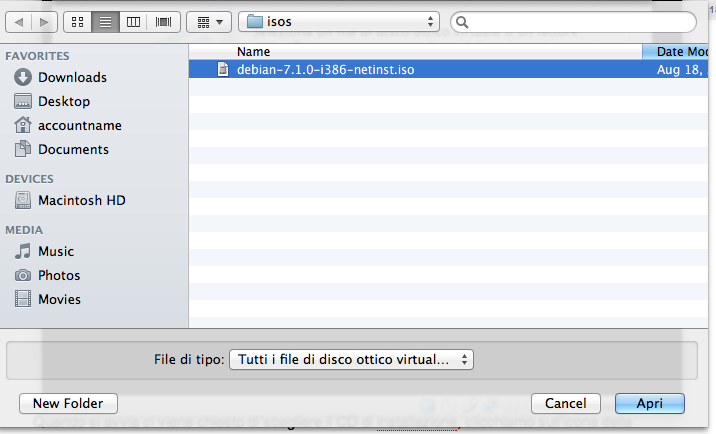 isos
FAVORITES
Downloads
Desktop
accountname
Documents
DEVICES
Macintosh HD
MEDIA
Music
Photos
Movies
Name
Date Mod
debian-7.1.0-i386-netinst.iso
Aug 18,
File di tipo: Tutti i file di disco ottico virtual...
New Folder
Cancel
Apri